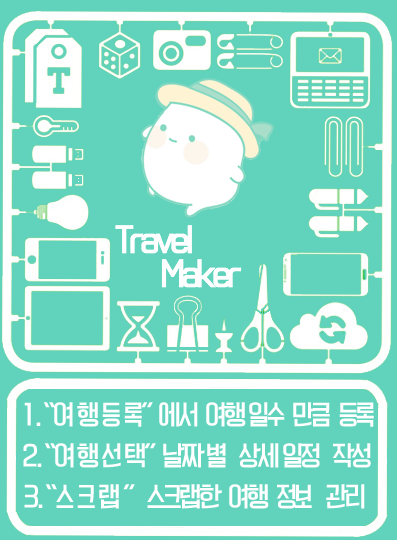 T
Travel
Maker
1. "여행등록" 에서 여행일수 만큼 등록
2. "여행선택" 날짜별 상세일정 작성
3. "스크랩" 스크랩한 여행 정보 관리